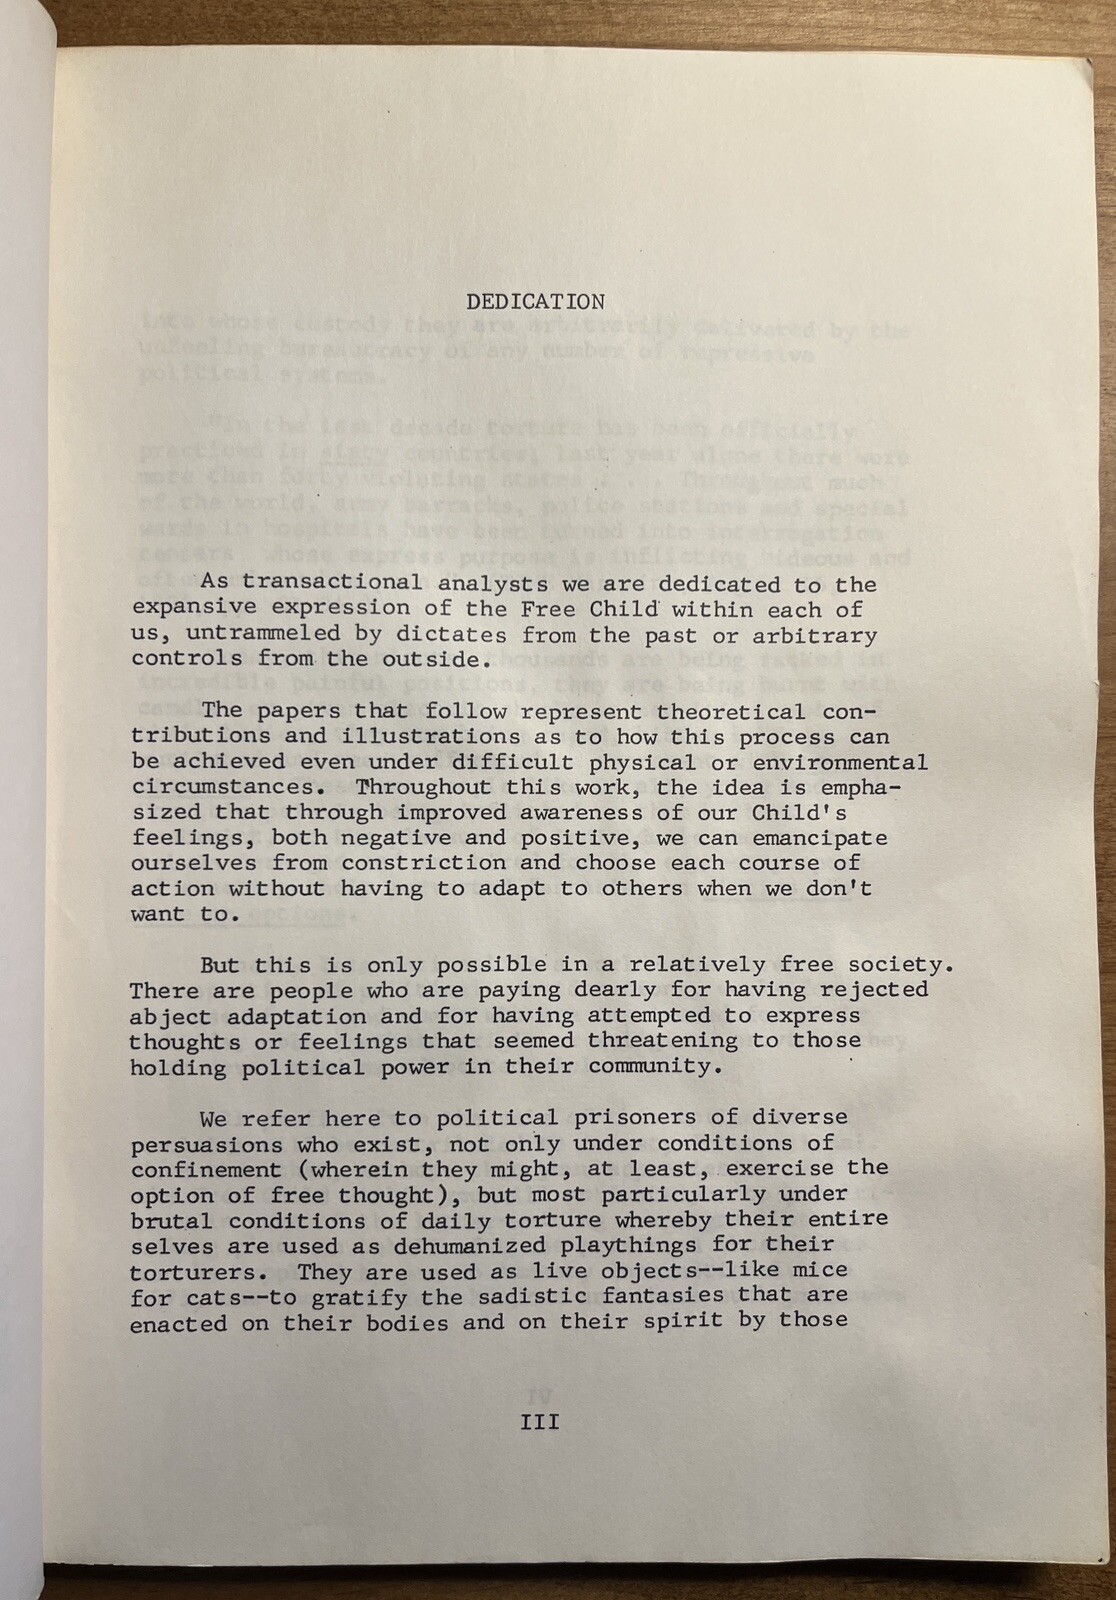 DEDICATION
As transactional analysts we are dedicated to the
expansive expression of the Free Child within each of
us, untrammeled by dictates from the past or arbitrary
controls from the outside.
The papers that follow represent theoretical con-
tributions and illustrations as to how this process can
be achieved even under difficult physical or environmental
circumstances. Throughout this work, the idea is empha-
sized that through improved awareness of our Child's
feelings, both negative and positive, we can emancipate
ourselves from constriction and choose each course of
action without having to adapt to others when we don't
want to.
But this is only possible in a relatively free society.
There are people who are paying dearly for having rejected
abject adaptation and for having attempted to express
thoughts or feelings that seemed threatening to those
holding political power in their community.
We refer here to political prisoners of diverse
persuasions who exist, not only under conditions of
confinement (wherein they might, at least, exercise the
option of free thought), but most particularly under
brutal conditions of daily torture whereby their entire
selves are used as dehumanized playthings for their
torturers. They are used as live objects--like mice
for cats--to gratify the sadistic fantasies that are
enacted on their bodies and on their spirit by those
III